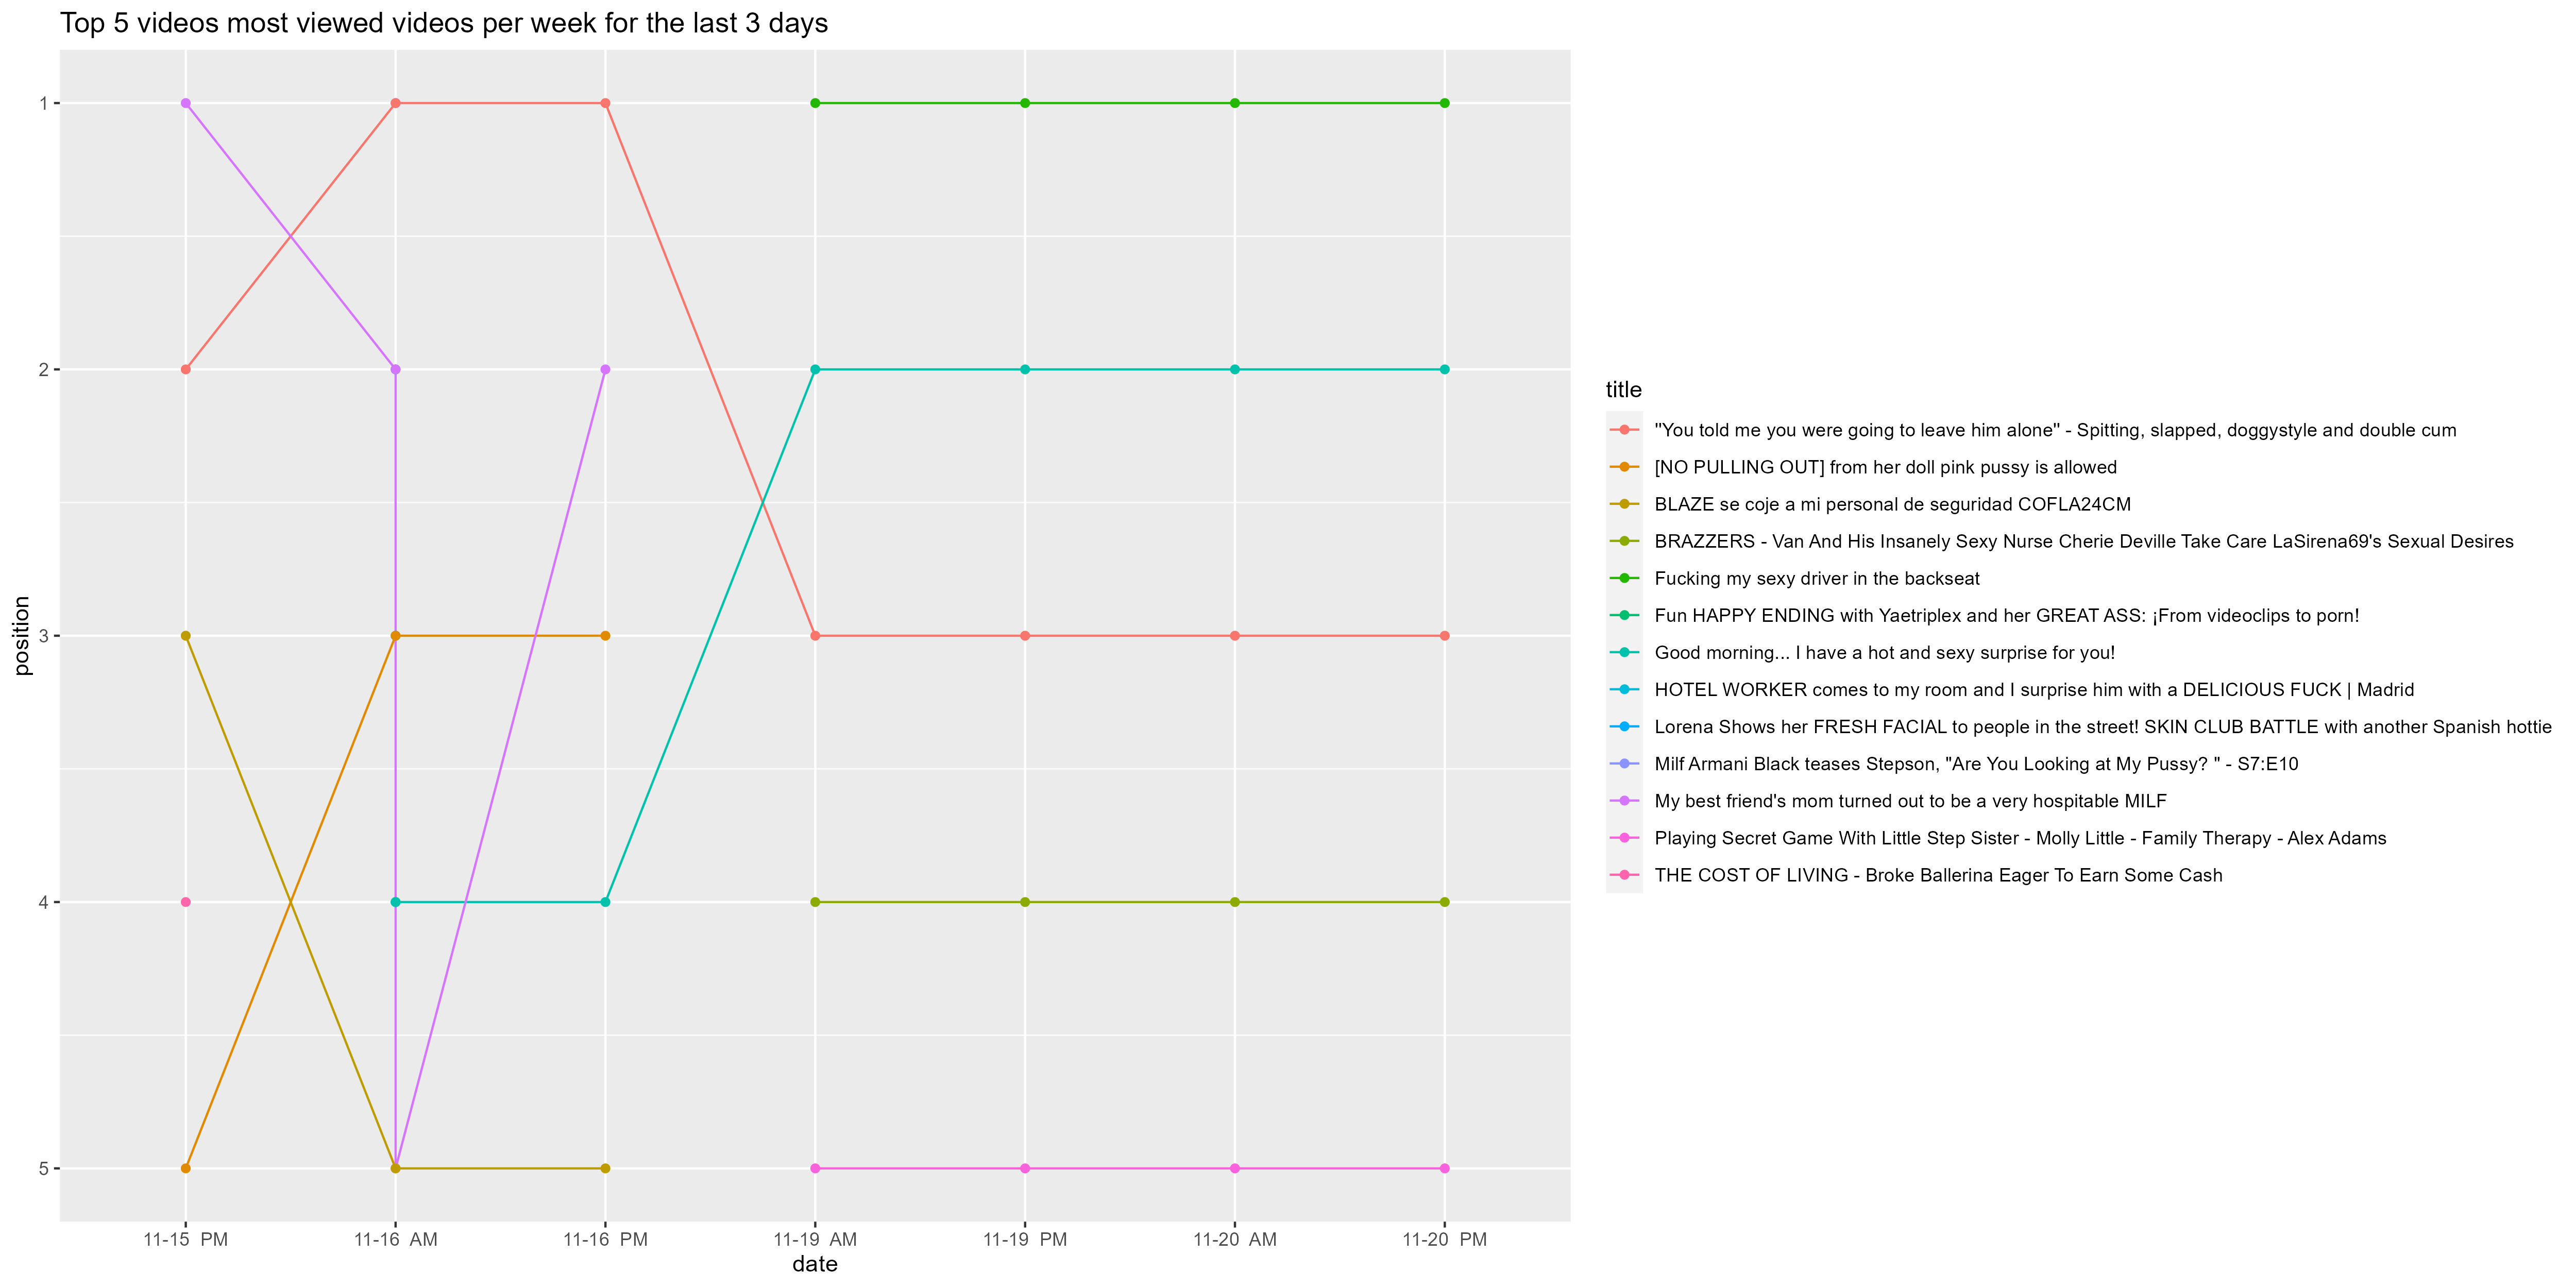 Top 5 videos most viewed videos per week for the last 3 days
position
1
2
3
4
5
11-15 PM
11-16 AM
11-16 PM
11-19 AM
11-19 PM
11-20 AM
11-20 PM
date
title
"You told me you were going to leave him alone" - Spitting, slapped, doggystyle and double cum
[NO PULLING OUT] from her doll pink pussy is allowed
BLAZE se coje a mi personal de seguridad COFLA24CM
BRAZZERS - Van And His Insanely Sexy Nurse Cherie Deville Take Care LaSirena69's Sexual Desires
Fucking my sexy driver in the backseat
Fun HAPPY ENDING with Yaetriplex and her GREAT ASS: ¡From videoclips to porn!
Good morning... I have a hot and sexy surprise for you!
HOTEL WORKER comes to my room and I surprise him with a DELICIOUS FUCK | Madrid
Lorena Shows her FRESH FACIAL to people in the street! SKIN CLUB BATTLE with another Spanish hottie
Milf Armani Black teases Stepson, "Are You Looking at My Pussy? " - S7:E10
My best friend's mom turned out to be a very hospitable MILF
Playing Secret Game With Little Step Sister - Molly Little - Family Therapy - Alex Adams
THE COST OF LIVING - Broke Ballerina Eager To Earn Some Cash